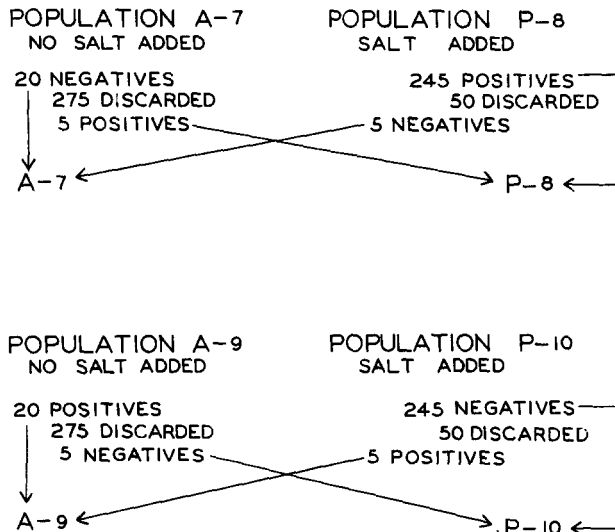 POPULATION A-7
NO SALT ADDED
20 NEGATIVES
275 DISCARDED
5 POSITIVES
A-7
POPULATION P-8
SALT ADDED
245 POSITIVES
50 DISCARDED
5 NEGATIVES
P-8
POPULATION A-9
NO SALT ADDED
20 POSITIVES
275 DISCARDED
5 NEGATIVES
A-9
POPULATION P-10
SALT ADDED
245 NEGATIVES
50 DISCARDED
5 POSITIVES
P-10